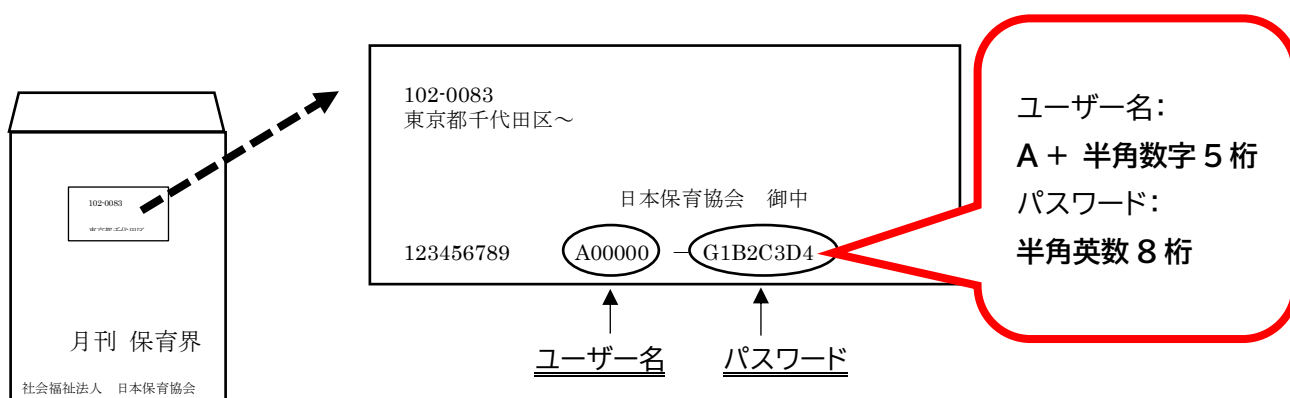 102-0083
東京都千代田区～
日本保育協会　御中
123456789 A00000 － G1B2C3D4
ユーザー名
パスワード
ユーザー名：
A + 半角数字 5 桁
パスワード：
半角英数 8 桁
102-0083
月刊 保育界
社会福祉法人　日本保育協会